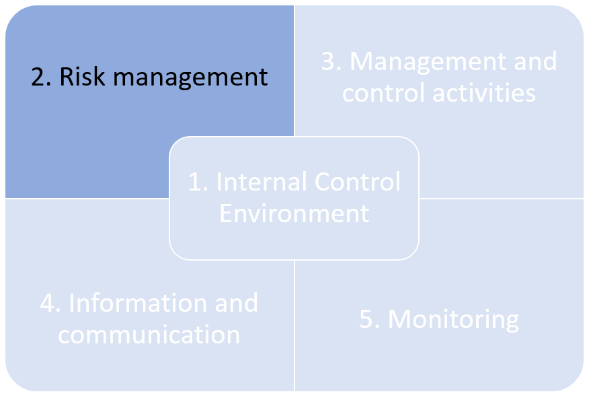 2. Risk management
3. Management and
control activities
1. Internal Control
Environment
4. Information and
communication
5. Monitoring